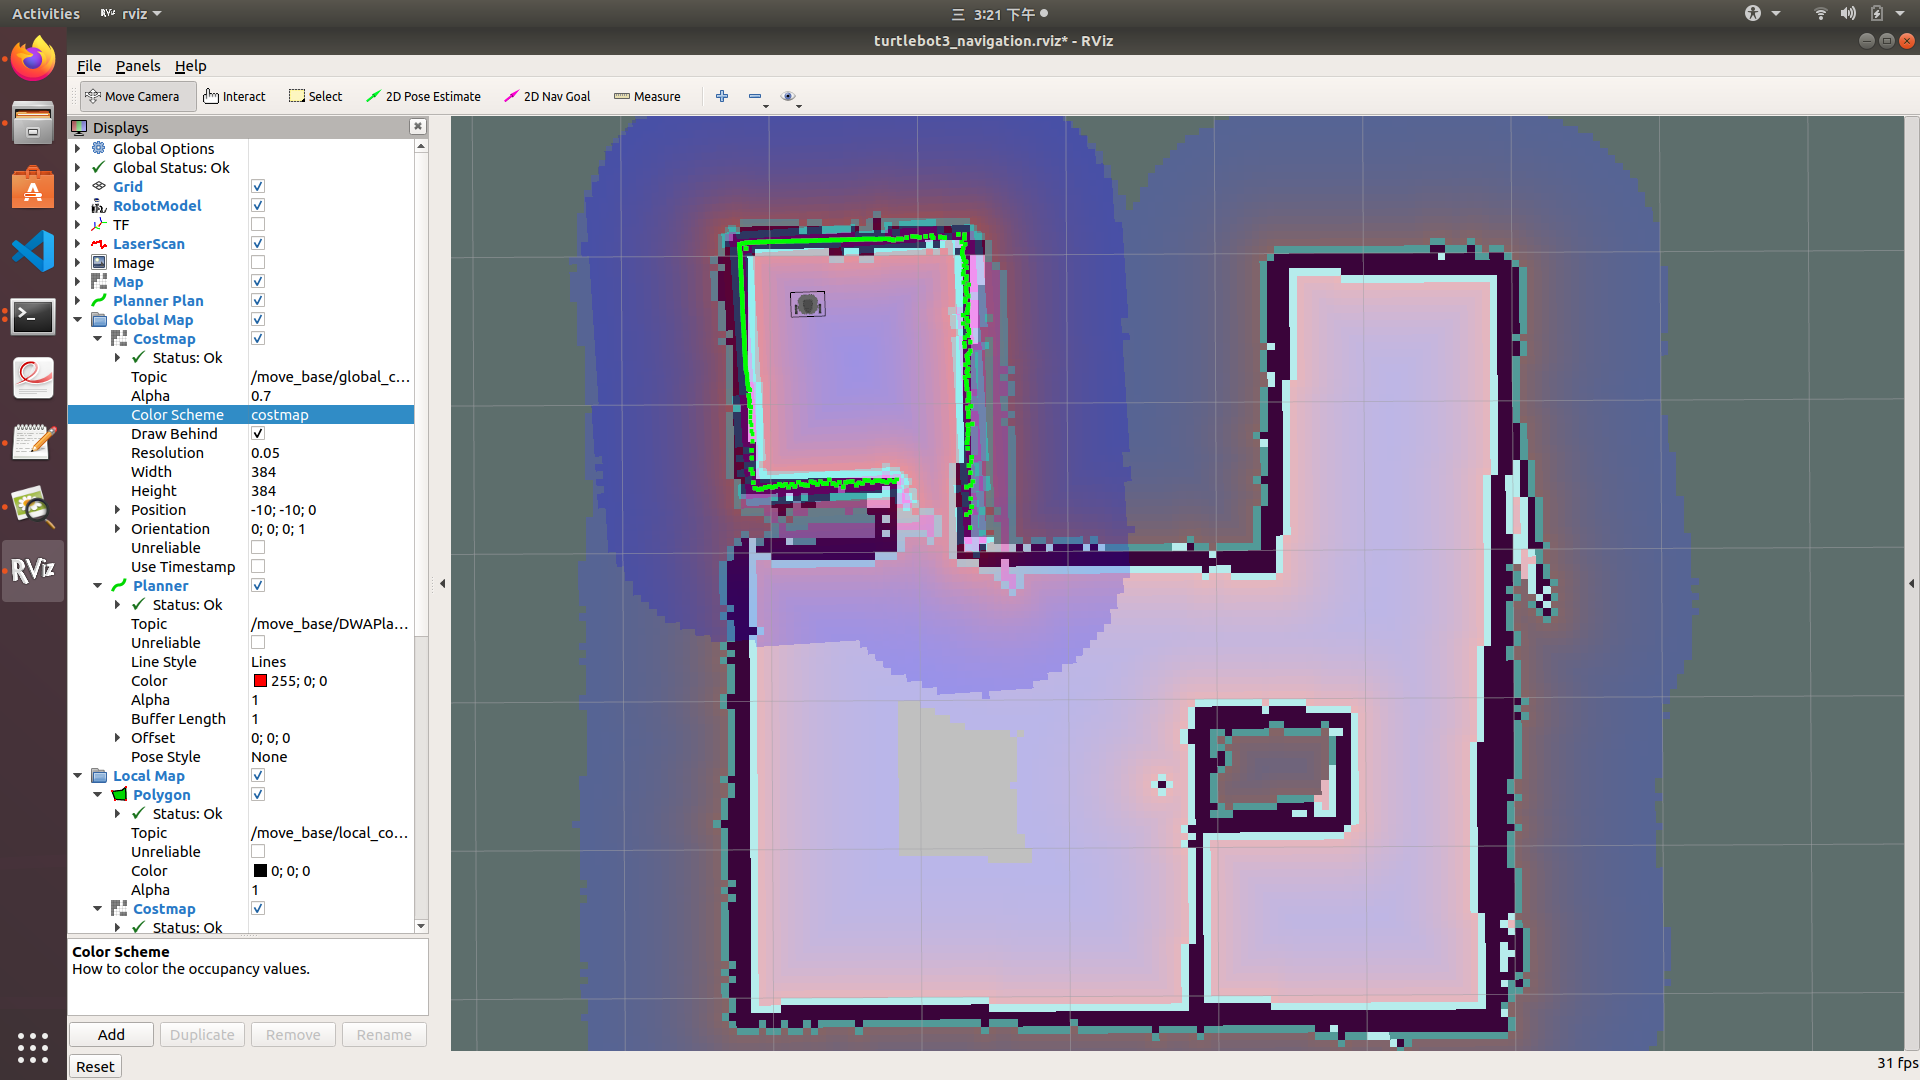 Activities
rviz
三 3:21 下午
turtlebot3_navigation.rviz* - RViz
File Panels Help
Move Camera Interact Select 2D Pose Estimate 2D Nav Goal Measure
Displays
Global Options
Global Status: Ok
Grid
RobotModel
TF
LaserScan
Image
Map
Planner Plan
Global Map
Costmap
Status: Ok
Topic /move_base/global_c...
Alpha 0.7
Color Scheme costmap
Draw Behind
Resolution 0.05
Width 384
Height 384
Position -10; -10; 0
Orientation 0; 0; 0; 1
Unreliable
Use Timestamp
Planner
Status: Ok
Topic /move_base/DWAPla...
Unreliable
Line Style Lines
Color 255; 0; 0
Alpha 1
Buffer Length 1
Offset 0; 0; 0
Pose Style None
Local Map
Polygon
Status: Ok
Topic /move_base/local_co...
Unreliable
Color 0; 0; 0
Alpha 1
Costmap
Status: Ok
Color Scheme
How to color the occupancy values.
Add Duplicate Remove Rename
Reset
31 fps
RViz